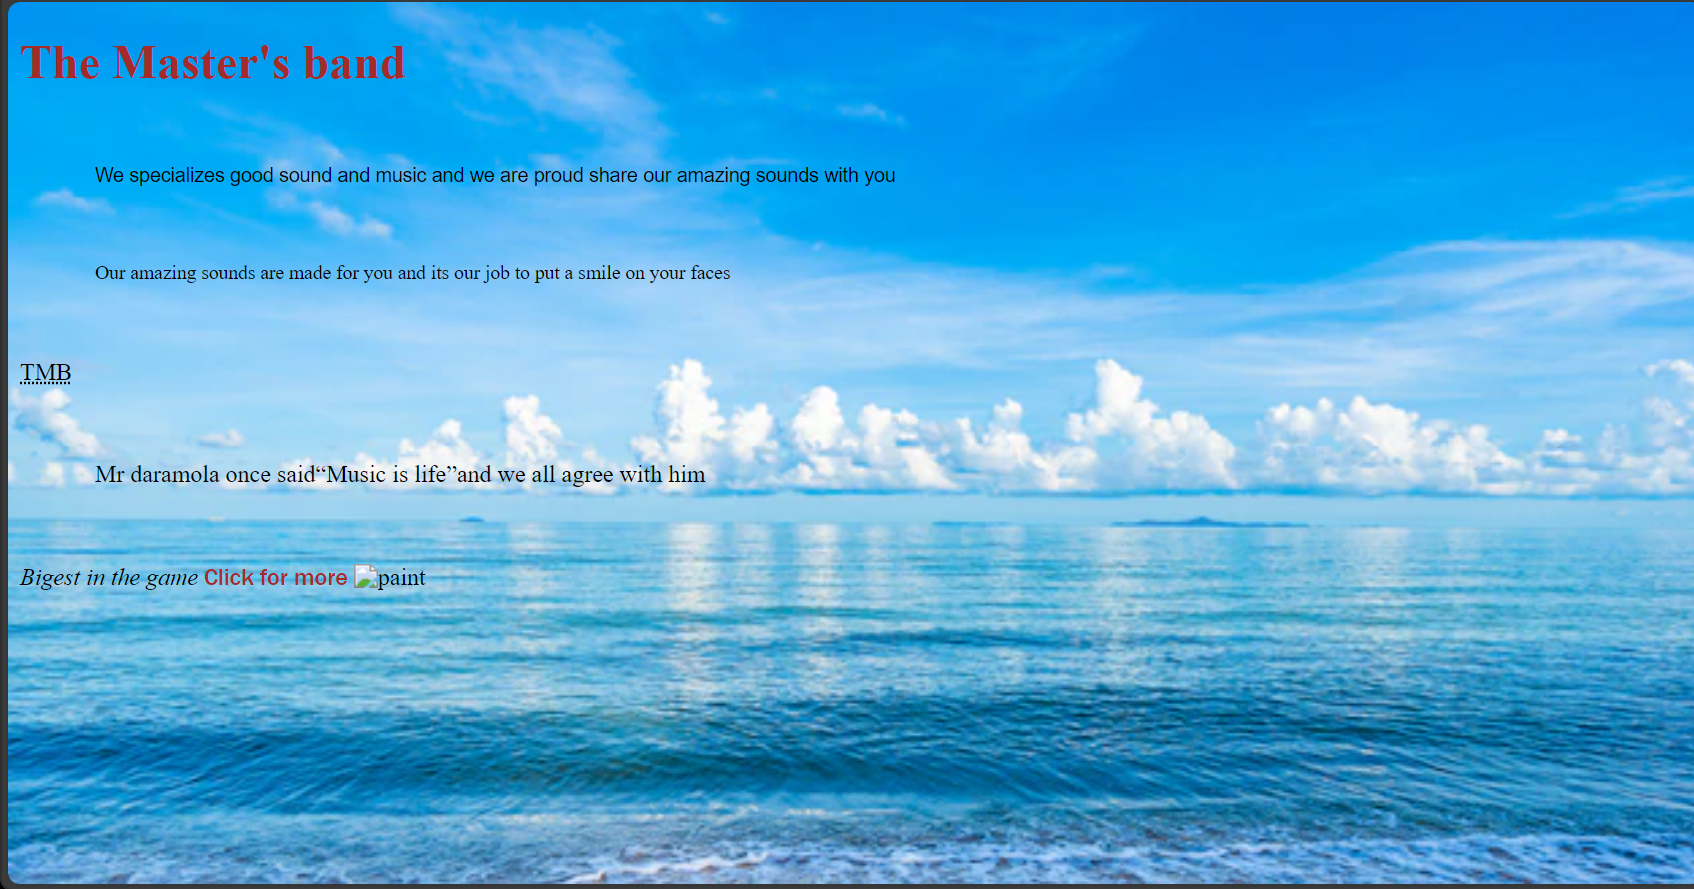 The Master's band
We specializes good sound and music and we are proud share our amazing sounds with you
Our amazing sounds are made for you and its our job to put a smile on your faces
TMB
Mr daramola once said“Music is life”and we all agree with him
Bigest in the game Click for more paint